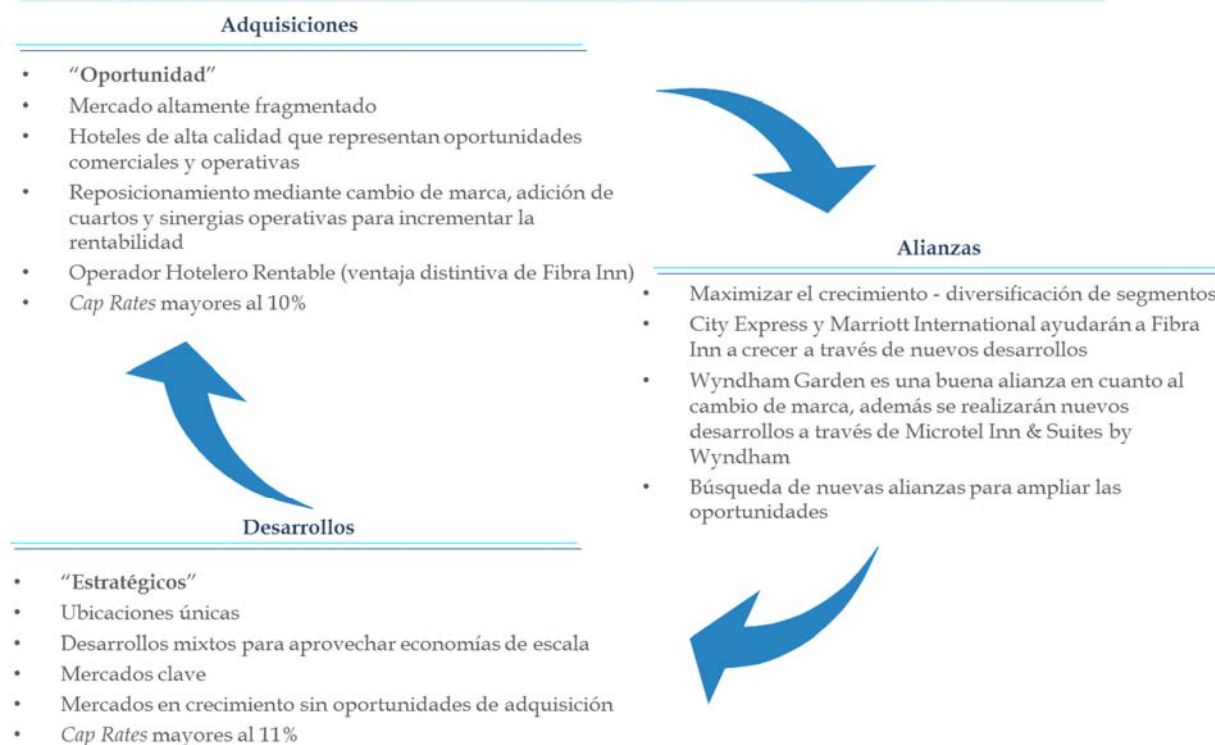 Adquisiciones
• "Oportunidad"
• Mercado altamente fragmentado
• Hoteles de alta calidad que representan oportunidades
comerciales y operativas
• Reposicionamiento mediante cambio de marca, adición de
cuartos y sinergias operativas para incrementar la
rentabilidad
• Operador Hotelero Rentable (ventaja distintiva de Fibra Inn)
• Cap Rates mayores al 10%
Alianzas
• Maximizar el crecimiento - diversificación de segmentos
• City Express y Marriott International ayudarán a Fibra
Inn a crecer a través de nuevos desarrollos
• Wyndham Garden es una buena alianza en cuanto al
cambio de marca, además se realizarán nuevos
desarrollos a través de Microtel Inn & Suites by
Wyndham
• Búsqueda de nuevas alianzas para ampliar las
oportunidades
Desarrollos
• "Estratégicos"
• Ubicaciones únicas
• Desarrollos mixtos para aprovechar economías de escala
• Mercados clave
• Mercados en crecimiento sin oportunidades de adquisición
• Cap Rates mayores al 11%